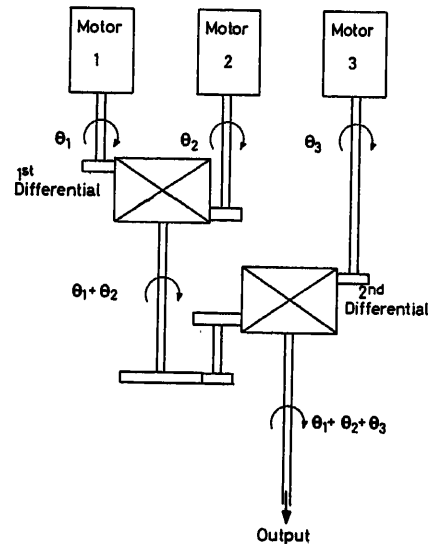 Motor
1
Motor
2
Motor
3
θ₁
θ₂
θ₃
1st
Differential
θ₁ + θ₂
2nd
Differential
θ₁ + θ₂ + θ₃
Output